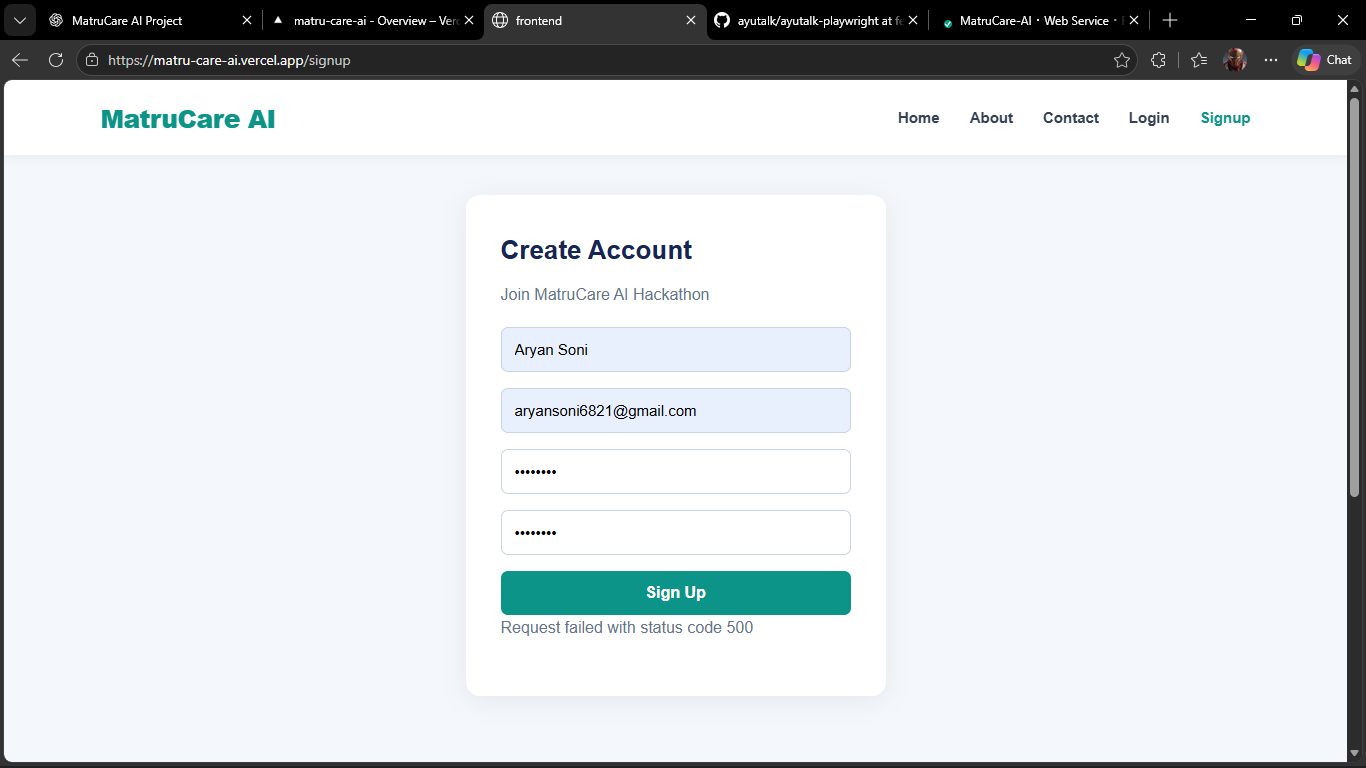 MatruCare AI Project
matru-care-ai - Overview – Verc
frontend
ayutalk/ayutalk-playwright at fe
MatruCare-AI · Web Service ·
https://matru-care-ai.vercel.app/signup
Chat
MatruCare AI
Home
About
Contact
Login
Signup
Create Account
Join MatruCare AI Hackathon
Aryan Soni
aryansoni6821@gmail.com
••••••••
••••••••
Sign Up
Request failed with status code 500